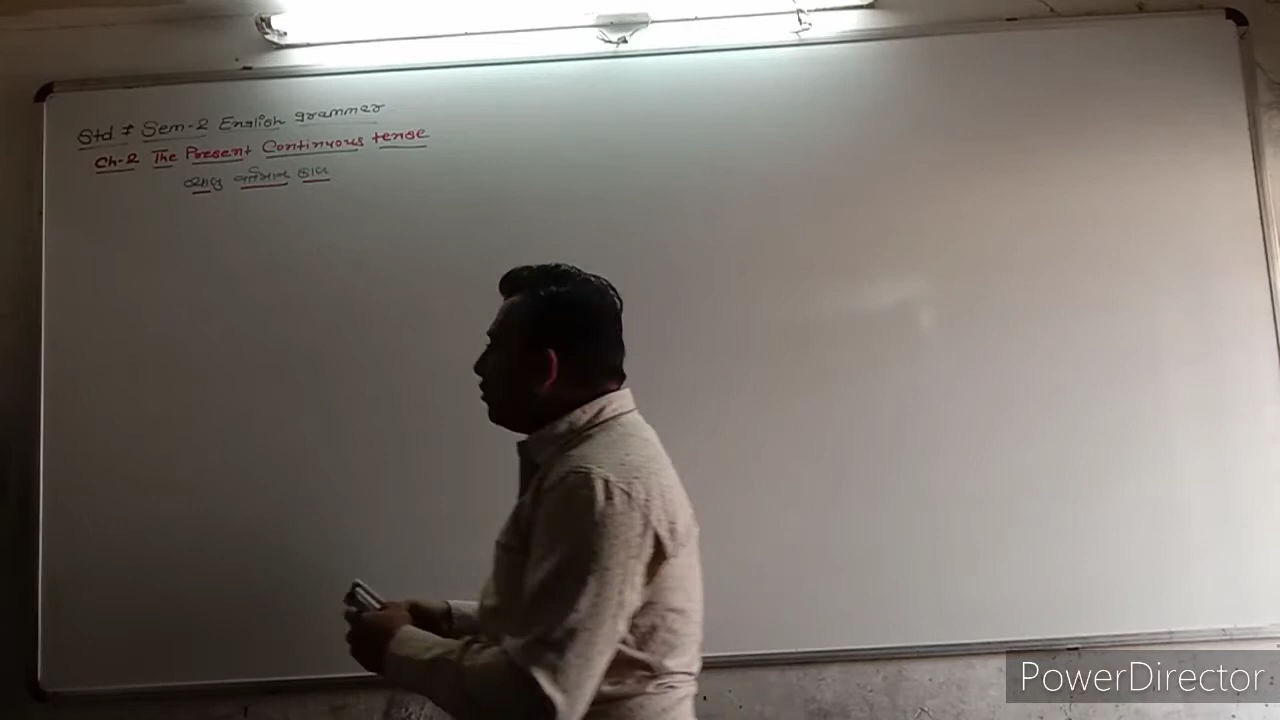 Std 7 Sem-2 English grammer
Ch-2 The Present Continuous tense
ચાલુ વર્તમાન કાળ
PowerDirector